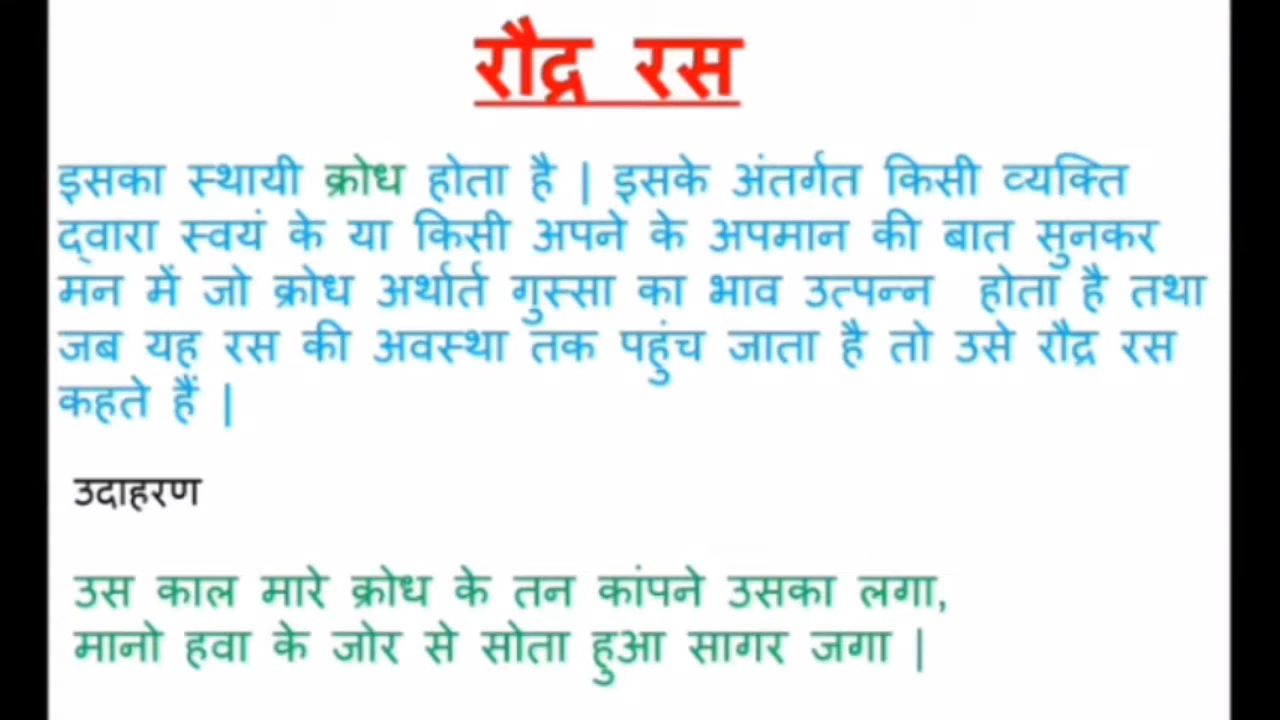 रौद्र रस
इसका स्थायी क्रोध होता है | इसके अंतर्गत किसी व्यक्ति
द्वारा स्वयं के या किसी अपने के अपमान की बात सुनकर
मन में जो क्रोध अर्थार्त गुस्सा का भाव उत्पन्न होता है तथा
जब यह रस की अवस्था तक पहुंच जाता है तो उसे रौद्र रस
कहते हैं |
उदाहरण
उस काल मारे क्रोध के तन कांपने उसका लगा,
मानो हवा के जोर से सोता हुआ सागर जगा |